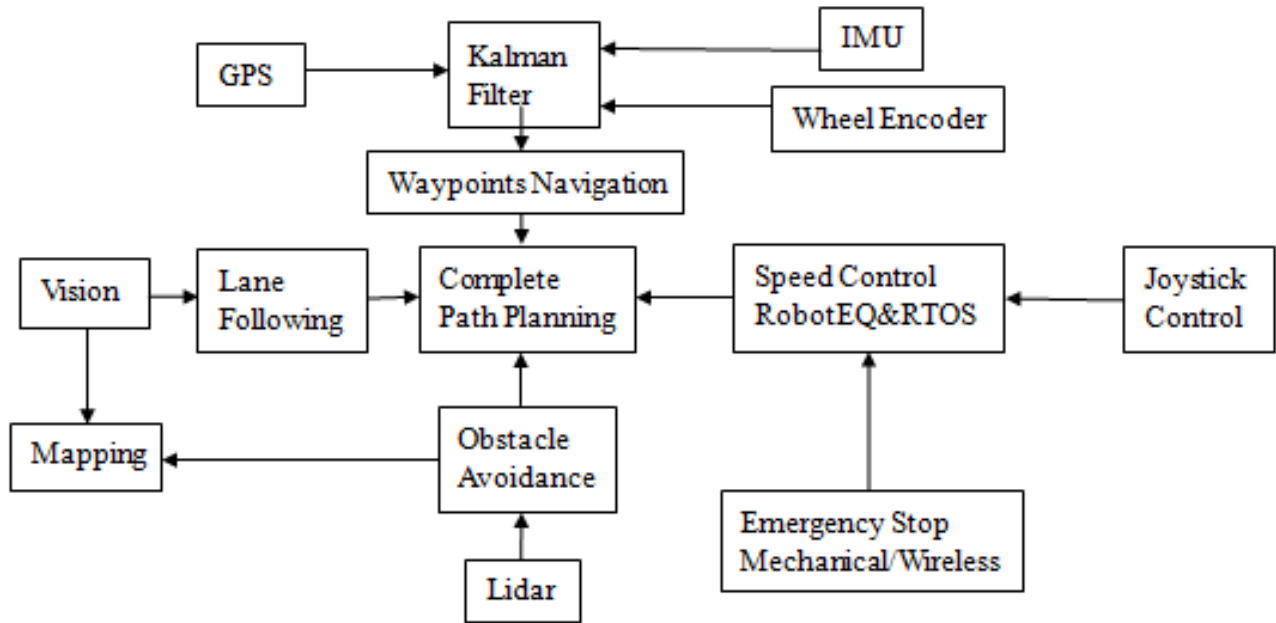 IMU
GPS
Kalman
Filter
Wheel Encoder
Waypoints Navigation
Vision
Lane
Following
Complete
Path Planning
Speed Control
RobotEQ&RTOS
Joystick
Control
Mapping
Obstacle
Avoidance
Emergency Stop
Mechanical/Wireless
Lidar